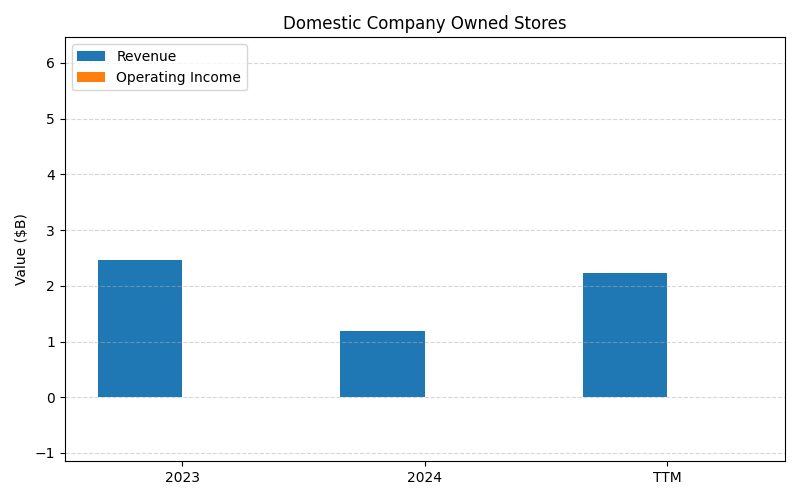 Domestic Company Owned Stores
Revenue
Operating Income
Value ($B)
6
5
4
3
2
1
0
−1
2023
2024
TTM